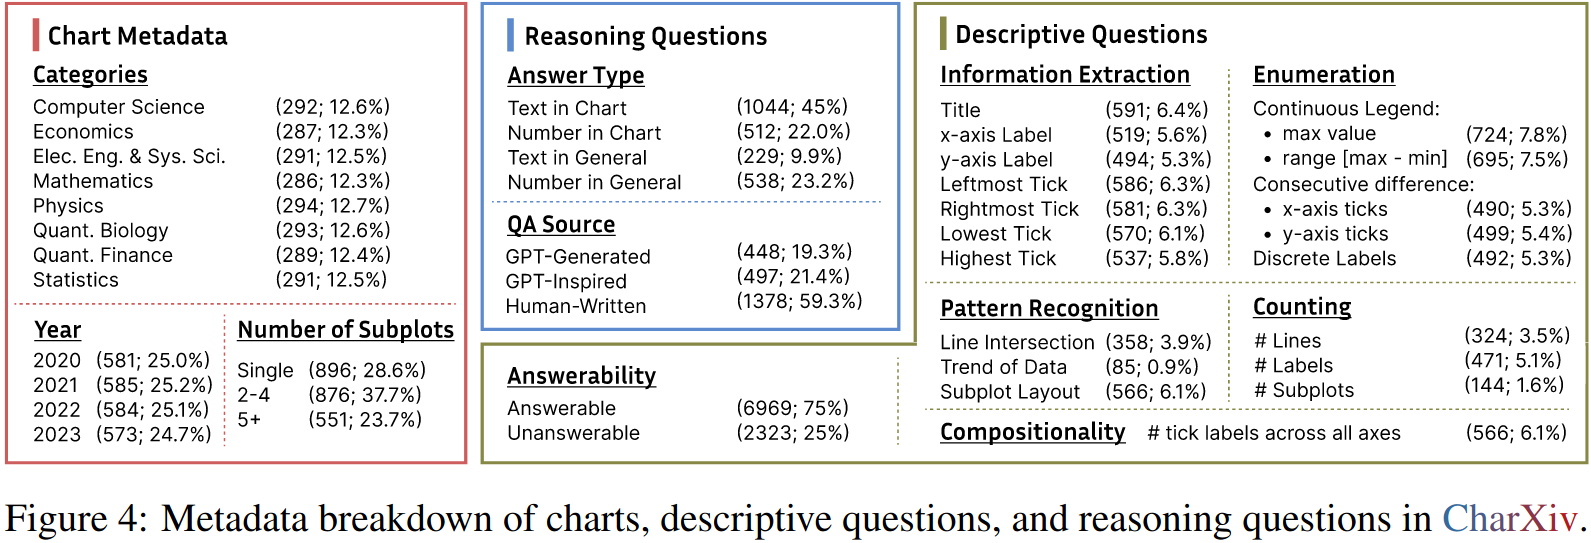 Chart Metadata
Categories
Computer Science (292; 12.6%)
Economics (287; 12.3%)
Elec. Eng. & Sys. Sci. (291; 12.5%)
Mathematics (286; 12.3%)
Physics (294; 12.7%)
Quant. Biology (293; 12.6%)
Quant. Finance (289; 12.4%)
Statistics (291; 12.5%)
Year
2020 (581; 25.0%)
2021 (585; 25.2%)
2022 (584; 25.1%)
2023 (573; 24.7%)
Number of Subplots
Single (896; 28.6%)
2-4 (876; 37.7%)
5+ (551; 23.7%)
Reasoning Questions
Answer Type
Text in Chart (1044; 45%)
Number in Chart (512; 22.0%)
Text in General (229; 9.9%)
Number in General (538; 23.2%)
QA Source
GPT-Generated (448; 19.3%)
GPT-Inspired (497; 21.4%)
Human-Written (1378; 59.3%)
Descriptive Questions
Information Extraction
Title (591; 6.4%)
x-axis Label (519; 5.6%)
y-axis Label (494; 5.3%)
Leftmost Tick (586; 6.3%)
Rightmost Tick (581; 6.3%)
Lowest Tick (570; 6.1%)
Highest Tick (537; 5.8%)
Enumeration
Continuous Legend:
• max value (724; 7.8%)
• range [max - min] (695; 7.5%)
Consecutive difference:
• x-axis ticks (490; 5.3%)
• y-axis ticks (499; 5.4%)
Discrete Labels (492; 5.3%)
Pattern Recognition
Line Intersection (358; 3.9%)
Trend of Data (85; 0.9%)
Subplot Layout (566; 6.1%)
Counting
# Lines (324; 3.5%)
# Labels (471; 5.1%)
# Subplots (144; 1.6%)
Answerability
Answerable (6969; 75%)
Unanswerable (2323; 25%)
Compositionality # tick labels across all axes (566; 6.1%)
Figure 4: Metadata breakdown of charts, descriptive questions, and reasoning questions in CharXiv.